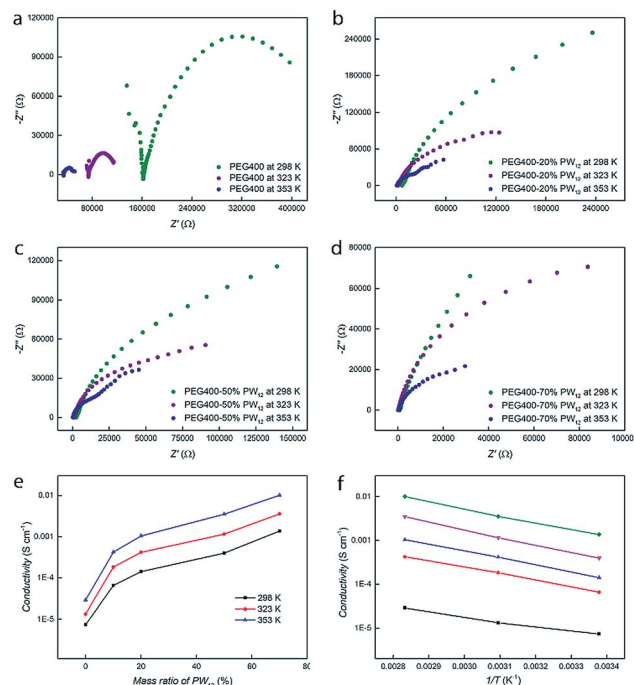 a
120000
90000
60000
30000
0
-Z″ (Ω)
PEG400 at 298 K
PEG400 at 323 K
PEG400 at 353 K
80000 160000 240000 320000 400000
Z′ (Ω)
b
250000
200000
150000
100000
50000
0
-Z″ (Ω)
PEG400-20% PW₁₂ at 298 K
PEG400-20% PW₁₂ at 323 K
PEG400-20% PW₁₂ at 353 K
0 60000 120000 180000 240000
Z′ (Ω)
c
120000
90000
60000
30000
0
-Z″ (Ω)
PEG400-50% PW₁₂ at 298 K
PEG400-50% PW₁₂ at 323 K
PEG400-50% PW₁₂ at 353 K
0 25000 50000 75000 100000 125000 150000
Z′ (Ω)
d
80000
60000
40000
20000
0
-Z″ (Ω)
PEG400-70% PW₁₂ at 298 K
PEG400-70% PW₁₂ at 323 K
PEG400-70% PW₁₂ at 353 K
0 20000 40000 60000 80000 100000
Z′ (Ω)
e
0.01
1E-4
1E-5
Conductivity (S cm⁻¹)
298 K
323 K
353 K
0 20 40 60 80
Mass ratio of PW₁₂ (%)
f
0.01
0.001
1E-4
1E-5
Conductivity (S cm⁻¹)
0.0028 0.0029 0.0030 0.0031 0.0032 0.0033 0.0034
1/T (K⁻¹)